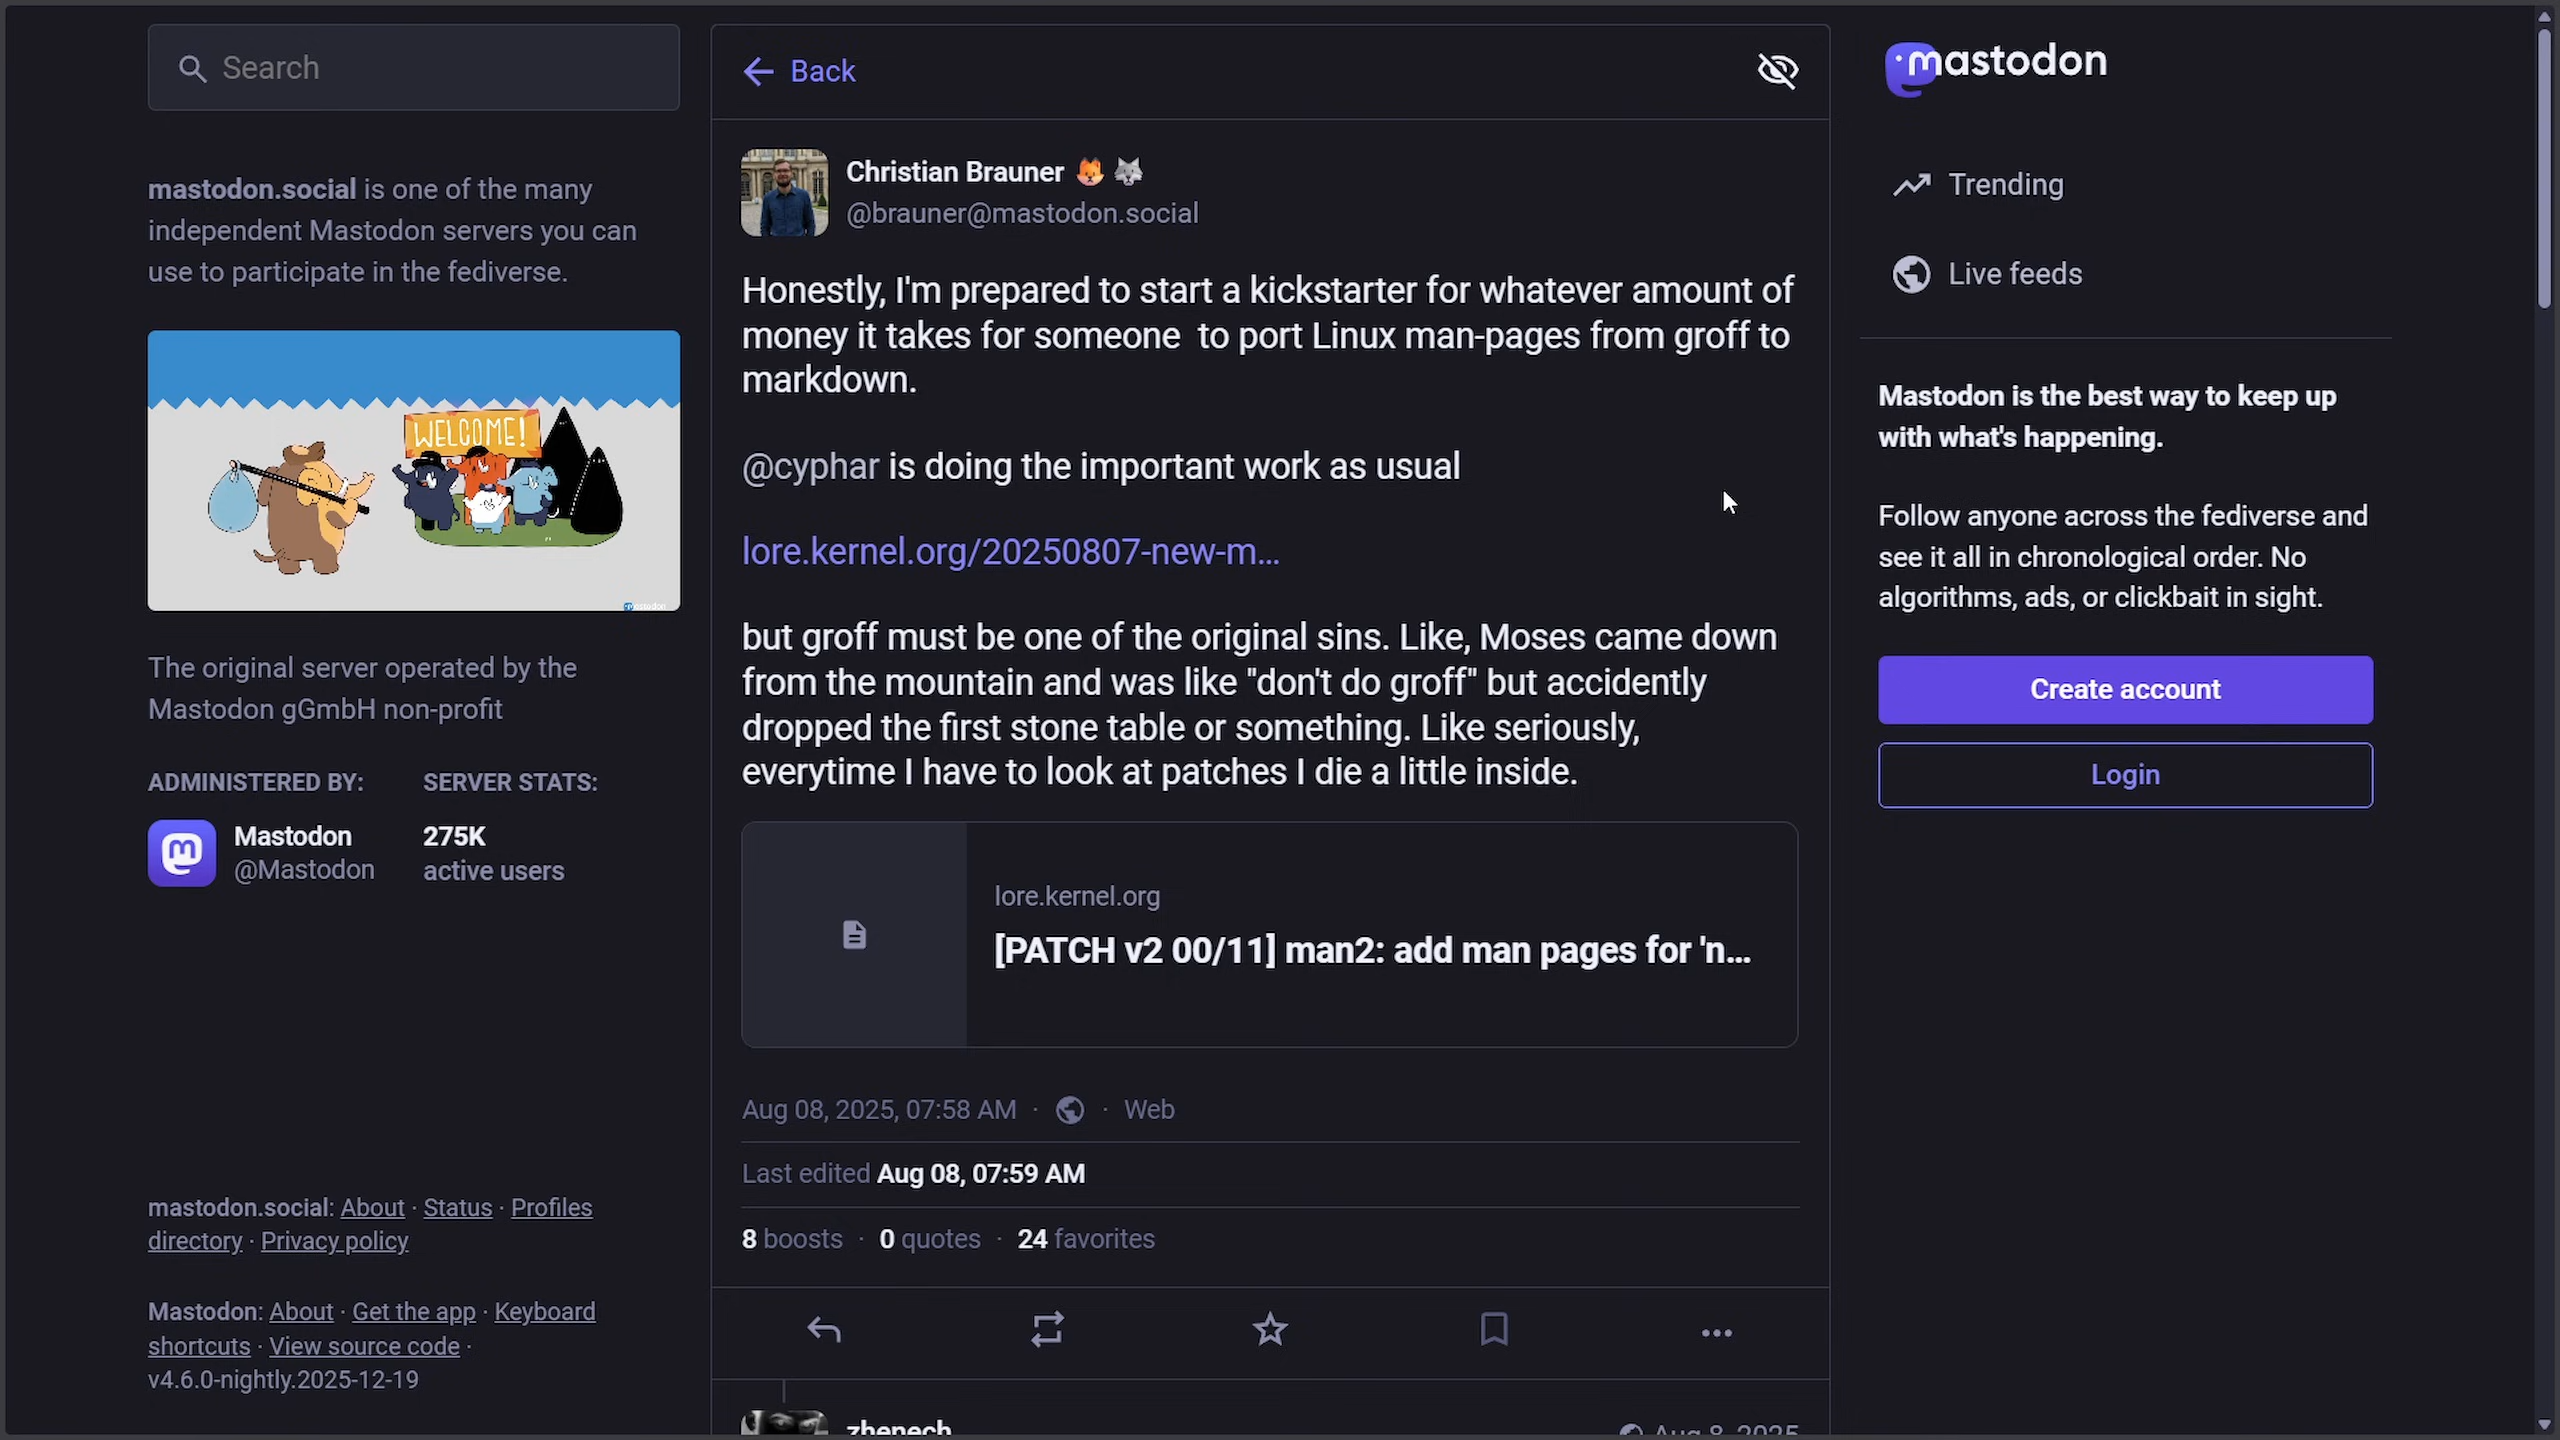 Search
mastodon.social is one of the many
independent Mastodon servers you can
use to participate in the fediverse.
WELCOME!
mastodon
The original server operated by the
Mastodon gGmbH non-profit
ADMINISTERED BY:
Mastodon
@Mastodon
SERVER STATS:
275K
active users
mastodon.social: About · Status · Profiles
directory · Privacy policy
Mastodon: About · Get the app · Keyboard
shortcuts · View source code ·
v4.6.0-nightly.2025-12-19
Back
Christian Brauner 🦊🐺
@brauner@mastodon.social
Honestly, I'm prepared to start a kickstarter for whatever amount of
money it takes for someone  to port Linux man-pages from groff to
markdown.
@cyphar is doing the important work as usual
lore.kernel.org/20250807-new-m…
but groff must be one of the original sins. Like, Moses came down
from the mountain and was like "don't do groff" but accidently
dropped the first stone table or something. Like seriously,
everytime I have to look at patches I die a little inside.
lore.kernel.org
[PATCH v2 00/11] man2: add man pages for 'n…
Aug 08, 2025, 07:58 AM · Web
Last edited Aug 08, 07:59 AM
8 boosts · 0 quotes · 24 favorites
zhenech
Aug 8, 2025
mastodon
Trending
Live feeds
Mastodon is the best way to keep up
with what's happening.
Follow anyone across the fediverse and
see it all in chronological order. No
algorithms, ads, or clickbait in sight.
Create account
Login